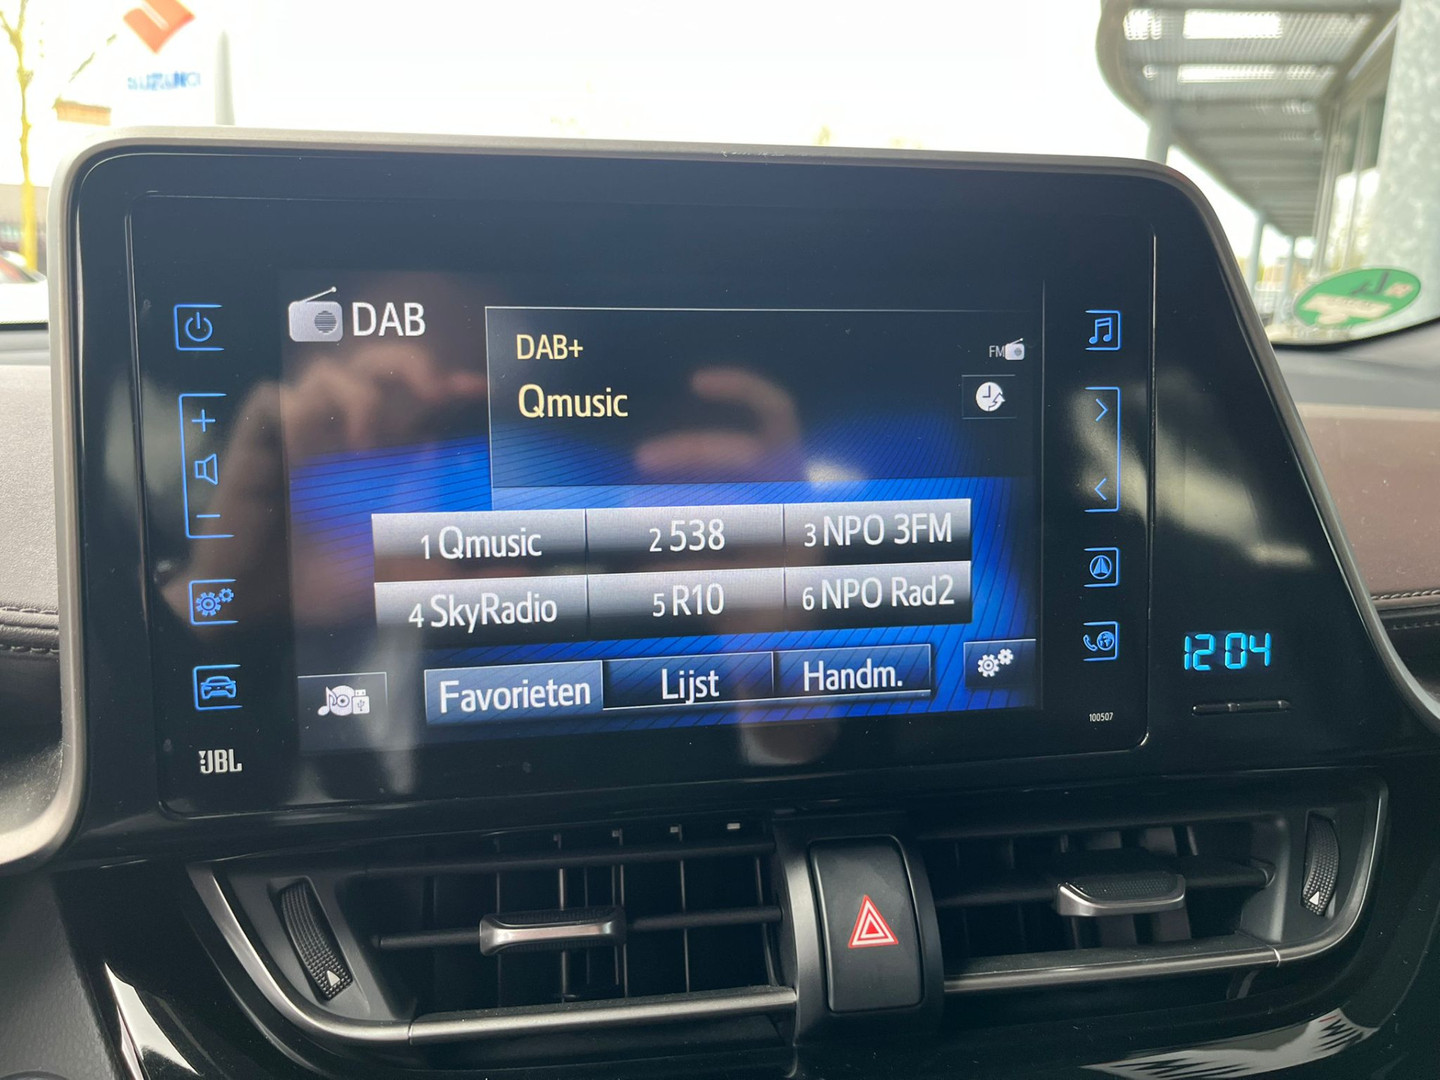 SUZUKI
DAB
DAB+
FM
Qmusic
1 Qmusic
2 538
3 NPO 3FM
4 SkyRadio
5 R10
6 NPO Rad2
Favorieten
Lijst
Handm.
JBL
100507
12:04